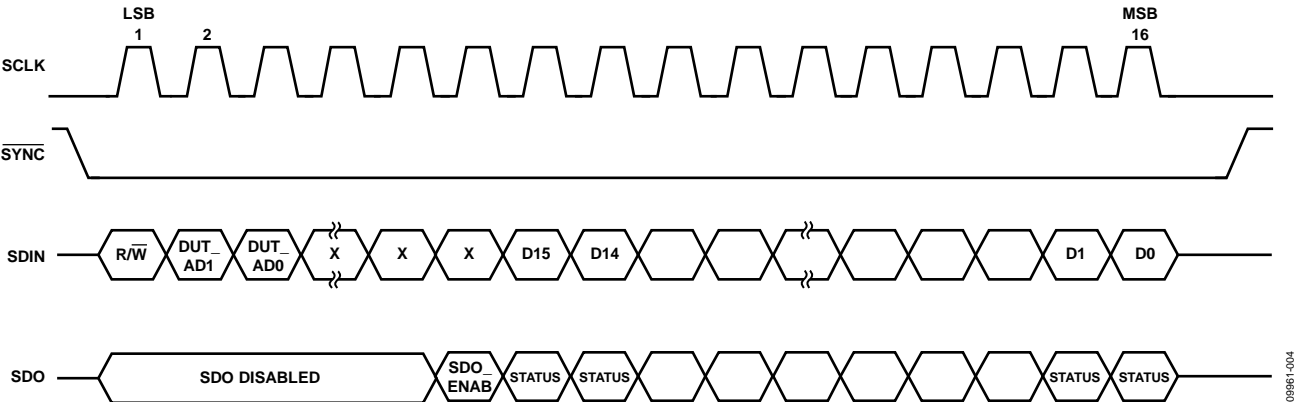 LSB MSB
1 2 16
SCLK
SYNC
SDIN R/W DUT_ AD1 DUT_ AD0 X X X D15 D14 D1 D0
SDO SDO DISABLED SDO_ ENAB STATUS STATUS STATUS STATUS
09961-004